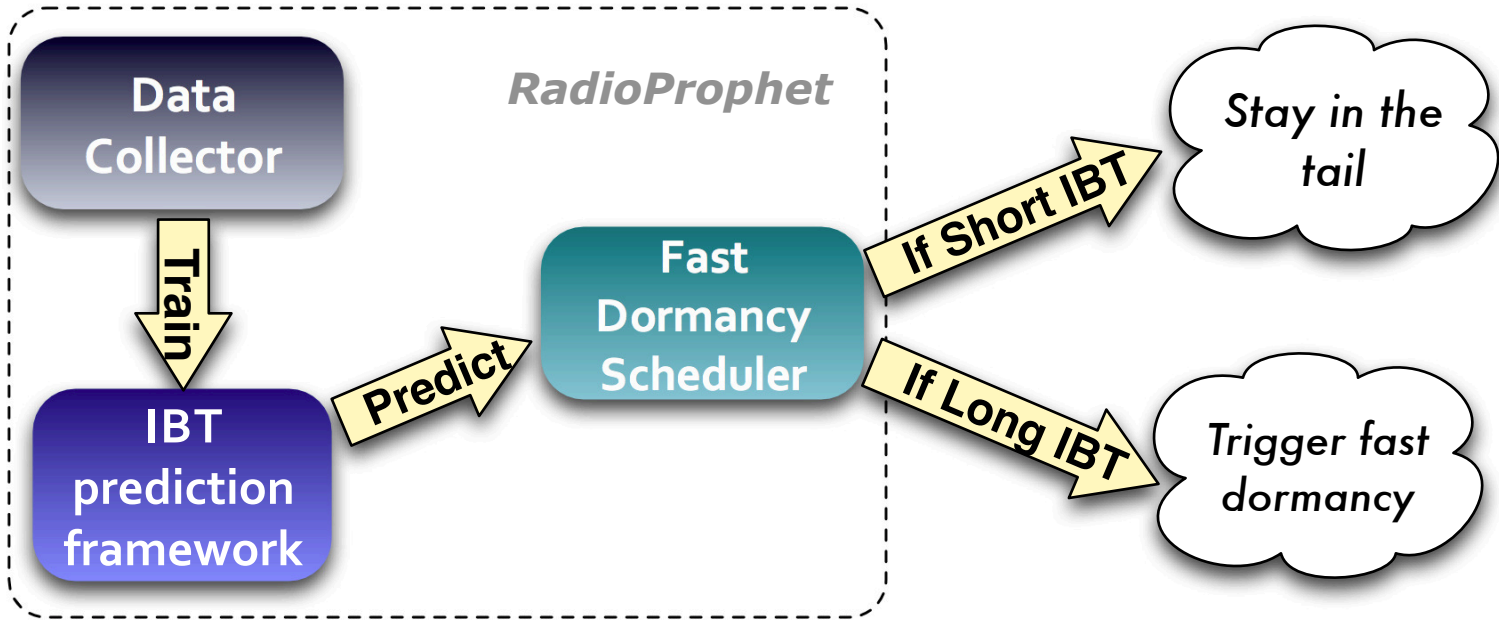 RadioProphet
Data
Collector
Train
IBT
prediction
framework
Predict
Fast
Dormancy
Scheduler
If Short IBT
Stay in the
tail
If Long IBT
Trigger fast
dormancy